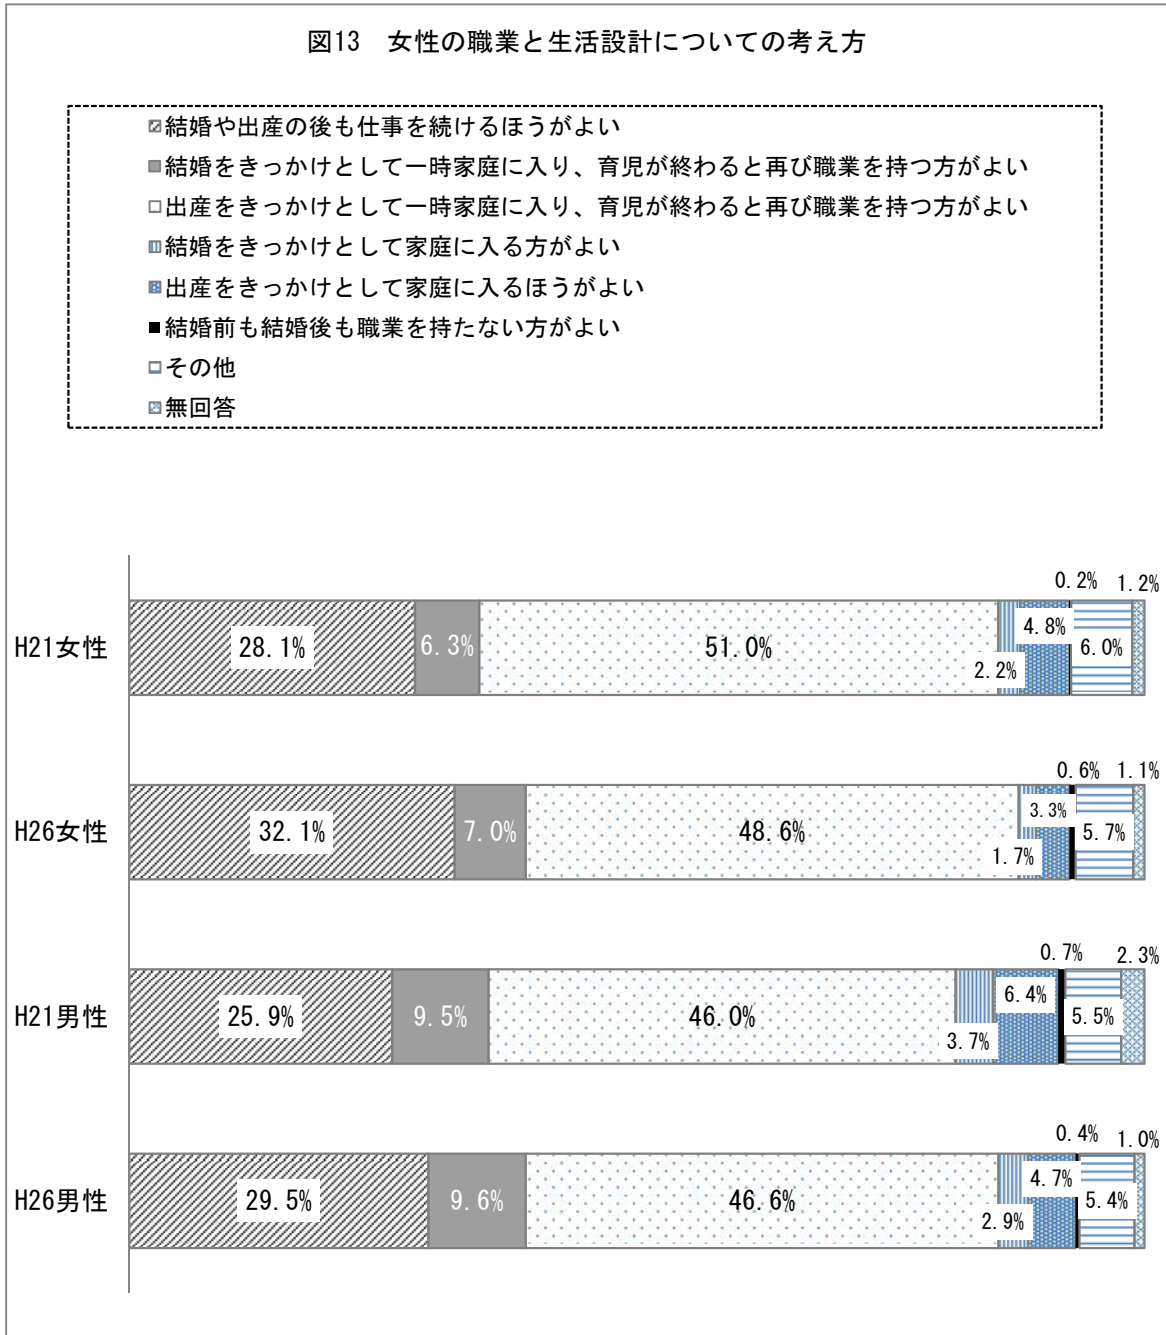 図13　女性の職業と生活設計についての考え方
結婚や出産の後も仕事を続けるほうがよい
結婚をきっかけとして一時家庭に入り、育児が終わると再び職業を持つ方がよい
出産をきっかけとして一時家庭に入り、育児が終わると再び職業を持つ方がよい
結婚をきっかけとして家庭に入る方がよい
出産をきっかけとして家庭に入るほうがよい
結婚前も結婚後も職業を持たない方がよい
その他
無回答
0.2% 1.2%
H21女性 28.1% 6.3% 51.0% 2.2% 4.8% 6.0%
0.6% 1.1%
H26女性 32.1% 7.0% 48.6% 1.7% 3.3% 5.7%
0.7% 2.3%
H21男性 25.9% 9.5% 46.0% 3.7% 6.4% 5.5%
0.4% 1.0%
H26男性 29.5% 9.6% 46.6% 2.9% 4.7% 5.4%